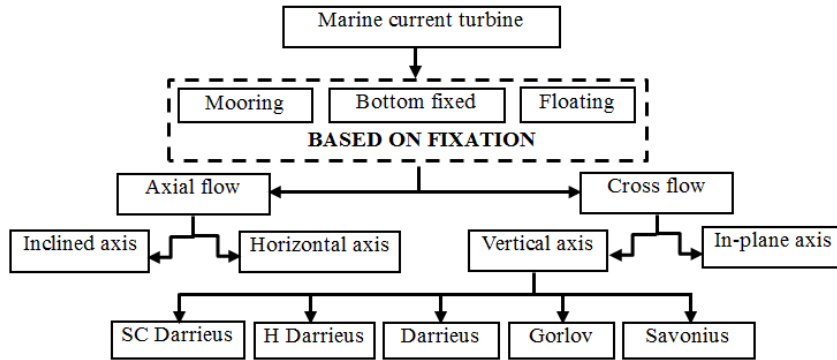 Marine current turbine
Mooring
Bottom fixed
Floating
BASED ON FIXATION
Axial flow
Cross flow
Inclined axis
Horizontal axis
Vertical axis
In-plane axis
SC Darrieus
H Darrieus
Darrieus
Gorlov
Savonius